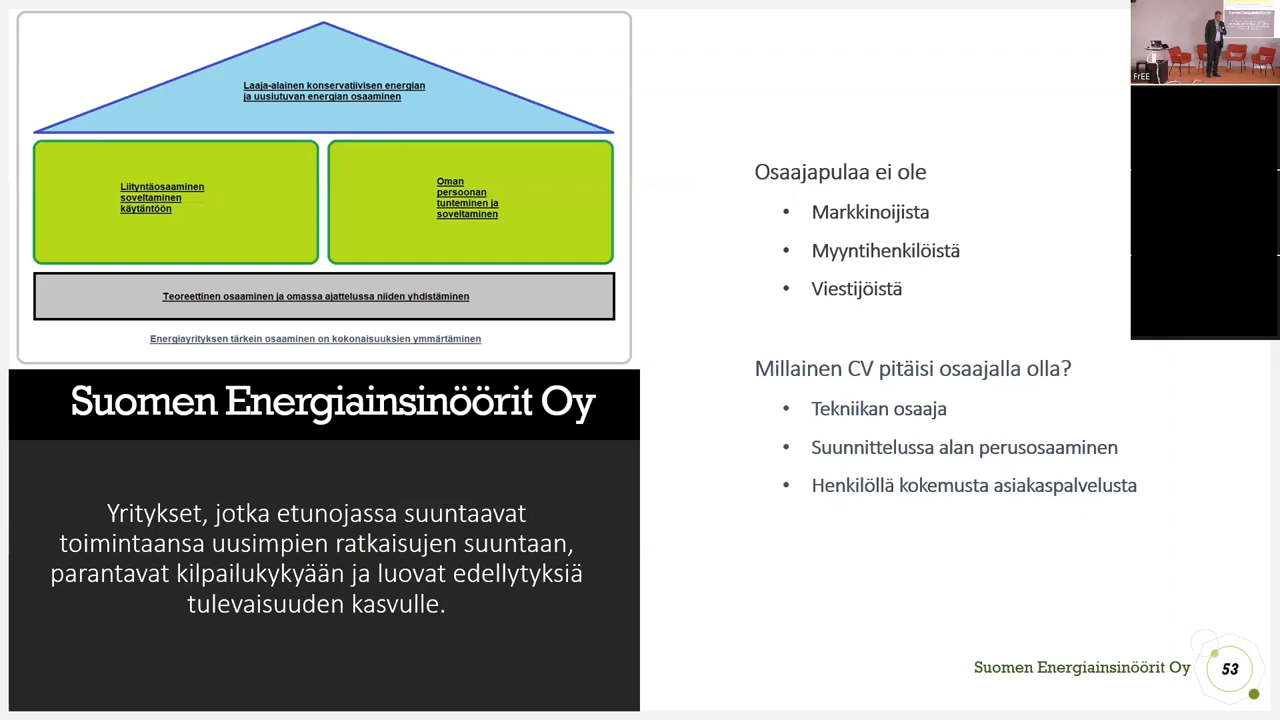 Laaja-alainen konservatiivisen energian
ja uusiutuvan energian osaaminen
Liityntäosaaminen
soveltaminen
käytäntöön
Oman
persoonan
tunteminen ja
soveltaminen
Teoreettinen osaaminen ja omassa ajattelussa niiden yhdistäminen
Energiayrityksen tärkein osaaminen on kokonaisuuksien ymmärtäminen
Suomen Energiainsinöörit Oy
Yritykset, jotka etunojassa suuntaavat
toimintaansa uusimpien ratkaisujen suuntaan,
parantavat kilpailukykyään ja luovat edellytyksiä
tulevaisuuden kasvulle.
Osaajapulaa ei ole
• Markkinoijista
• Myyntihenkilöistä
• Viestijöistä
Millainen CV pitäisi osaajalla olla?
• Tekniikan osaaja
• Suunnittelussa alan perusosaaminen
• Henkilöllä kokemusta asiakaspalvelusta
FrEE
Suomen Energiainsinöörit Oy
53